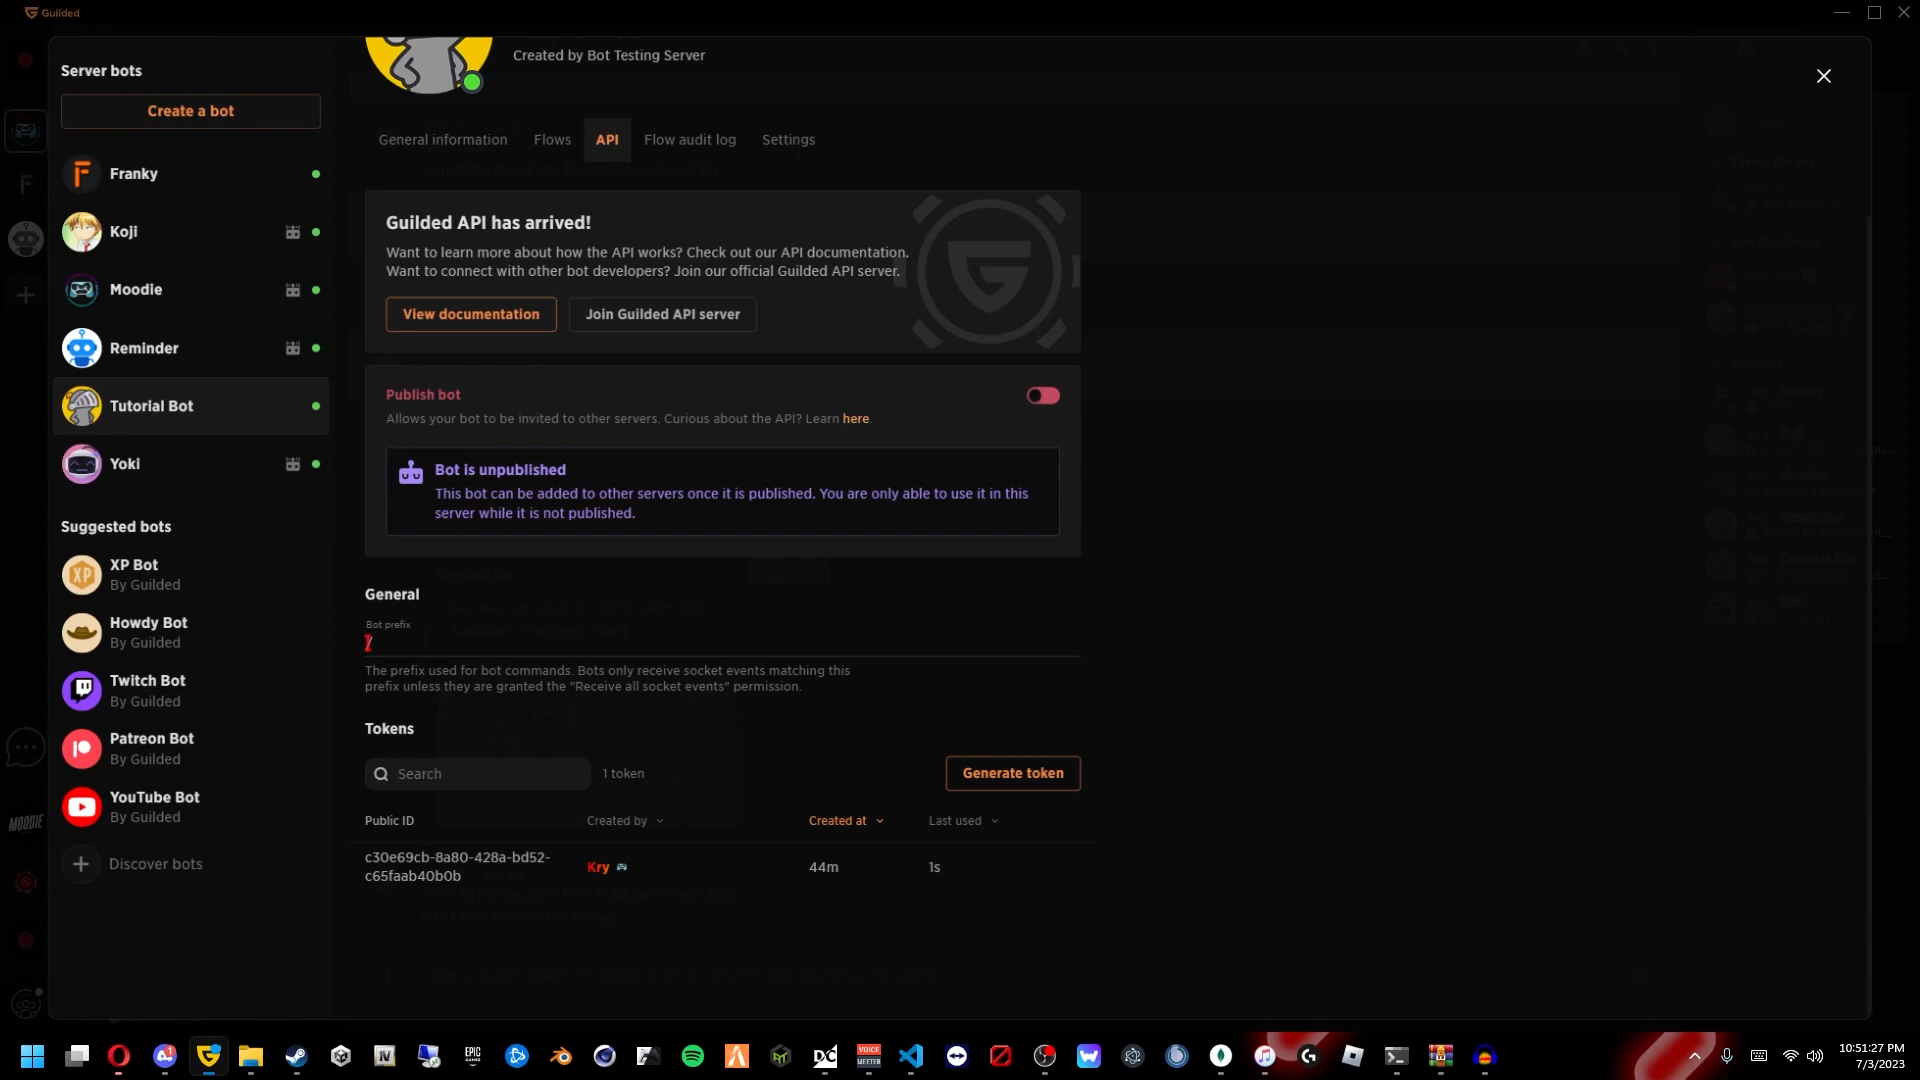 Guilded
Server bots
Create a bot
Franky
Koji
Moodie
Reminder
Tutorial Bot
Yoki
Suggested bots
XP Bot
By Guilded
Howdy Bot
By Guilded
Twitch Bot
By Guilded
Patreon Bot
By Guilded
YouTube Bot
By Guilded
Discover bots
Created by Bot Testing Server
General information
Flows
API
Flow audit log
Settings
Guilded API has arrived!
Want to learn more about how the API works? Check out our API documentation.
Want to connect with other bot developers? Join our official Guilded API server.
View documentation
Join Guilded API server
Publish bot
Allows your bot to be invited to other servers. Curious about the API? Learn here.
Bot is unpublished
This bot can be added to other servers once it is published. You are only able to use it in this
server while it is not published.
General
Bot prefix
/
The prefix used for bot commands. Bots only receive socket events matching this
prefix unless they are granted the "Receive all socket events" permission.
Tokens
Search
1 token
Generate token
Public ID
Created by
Created at
Last used
c30e69cb-8a80-428a-bd52-
c65faab40b0b
Kry
44m
1s
MOODIE
EPIC
GAMES
VOICE
MEETER
10:51:27 PM
7/3/2023